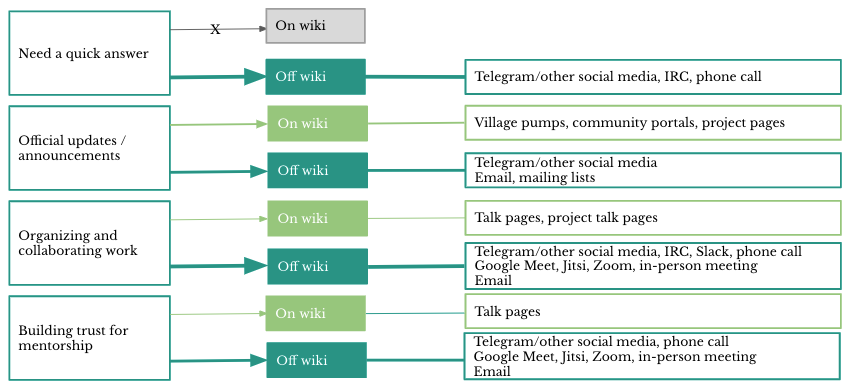 Need a quick answer
X
On wiki
Off wiki
Telegram/other social media, IRC, phone call
Official updates /
announcements
On wiki
Village pumps, community portals, project pages
Off wiki
Telegram/other social media
Email, mailing lists
Organizing and
collaborating work
On wiki
Talk pages, project talk pages
Off wiki
Telegram/other social media, IRC, Slack, phone call
Google Meet, Jitsi, Zoom, in-person meeting
Email
Building trust for
mentorship
On wiki
Talk pages
Off wiki
Telegram/other social media, phone call
Google Meet, Jitsi, Zoom, in-person meeting
Email